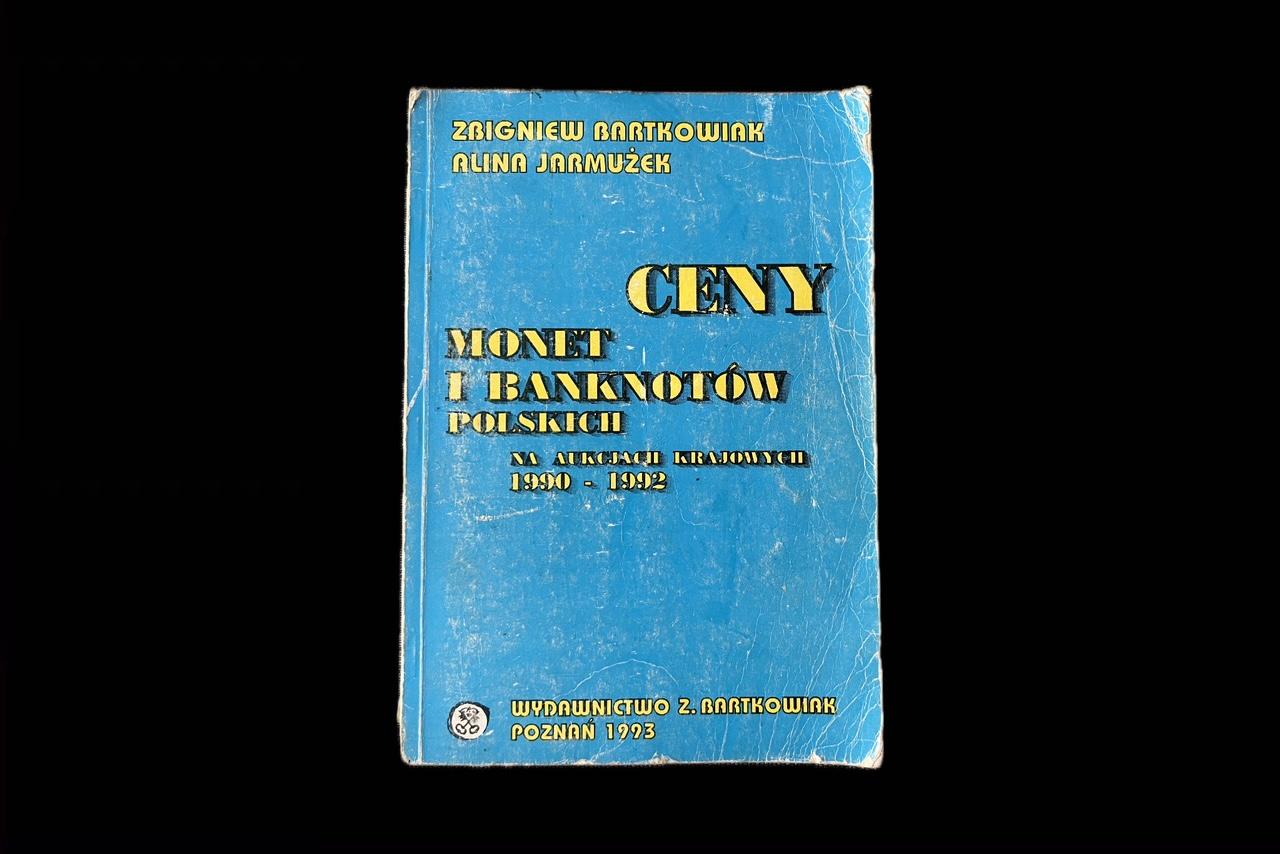 ZBIGNIEW BARTKOWIAK
ALINA JARMUŻEK
CENY
MONET
I BANKNOTÓW
POLSKICH
NA AUKCJACH KRAJOWYCH
1990 - 1992
WYDAWNICTWO Z. BARTKOWIAK
POZNAŃ 1993